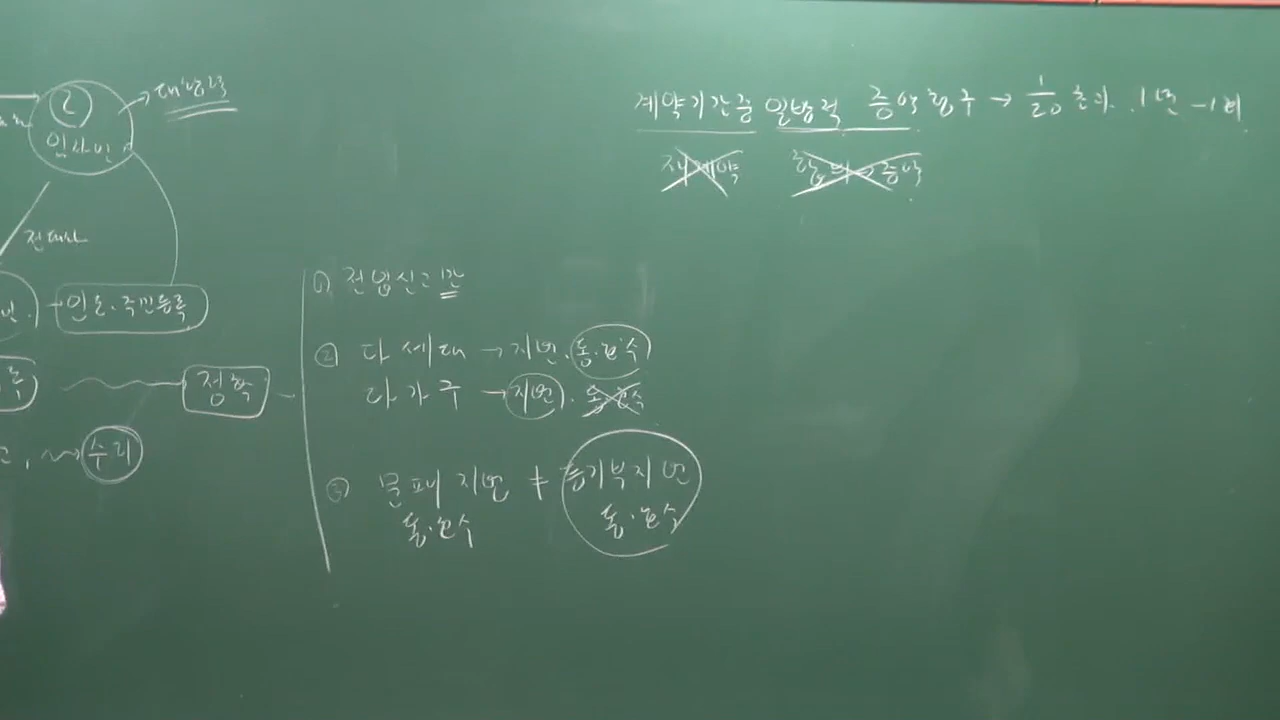 ② → 대항력
임차인
전대차
인도·주민등록
정확
수리
계약기간중 일방적 증액청구 → 1/20 초과. 1년 -1회
재계약 합의 → 증액
① 전입신고만
② 다세대 → 지번. 동·호수
다가구 → 지번. 동·호수
③ 문패지번 ≠ 등기부지번
동·호수 동·호수